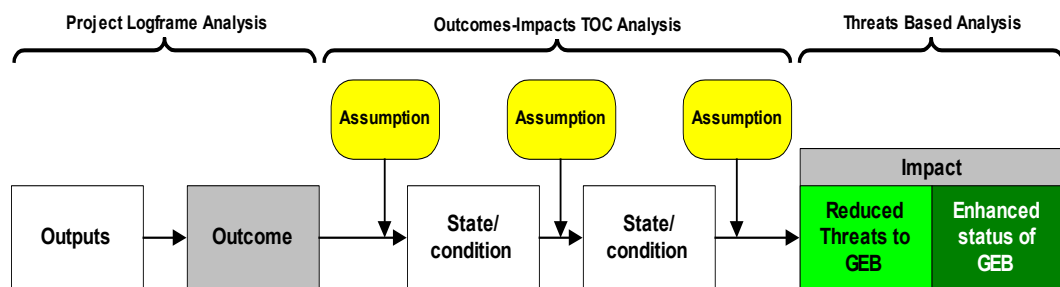 Project Logframe Analysis
Outcomes-Impacts TOC Analysis
Threats Based Analysis
Assumption
Assumption
Assumption
Impact
Outputs
Outcome
State/
condition
State/
condition
Reduced
Threats to
GEB
Enhanced
status of
GEB